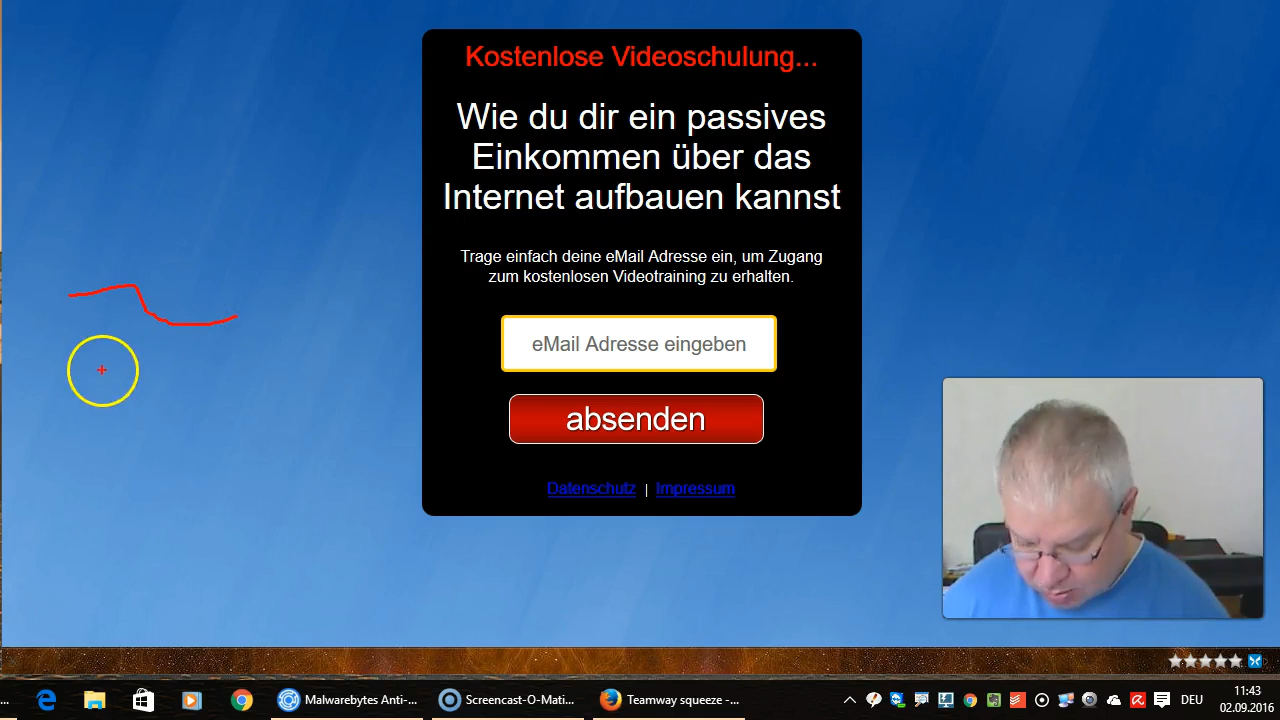 Kostenlose Videoschulung...
Wie du dir ein passives
Einkommen über das
Internet aufbauen kannst
Trage einfach deine eMail Adresse ein, um Zugang
zum kostenlosen Videotraining zu erhalten.
eMail Adresse eingeben
absenden
Datenschutz | Impressum
... Malwarebytes Anti-... Screencast-O-Mati... Teamway squeeze -... DEU 11:43
02.09.2016